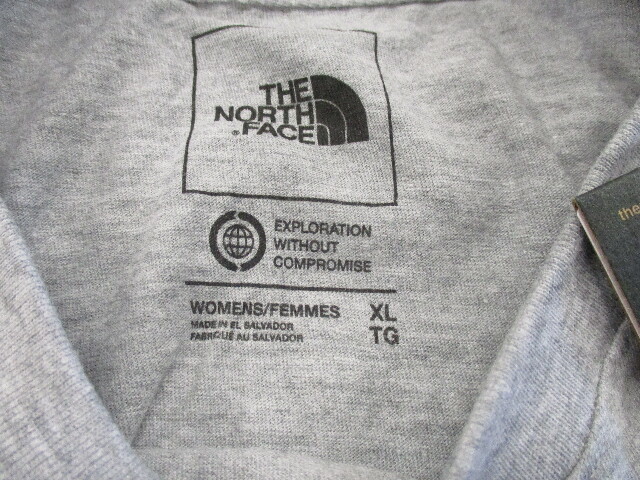 THE
NORTH
FACE
EXPLORATION
WITHOUT
COMPROMISE
WOMENS/FEMMES XL
MADE IN EL SALVADOR TG
FABRIQUÉ AU SALVADOR
the